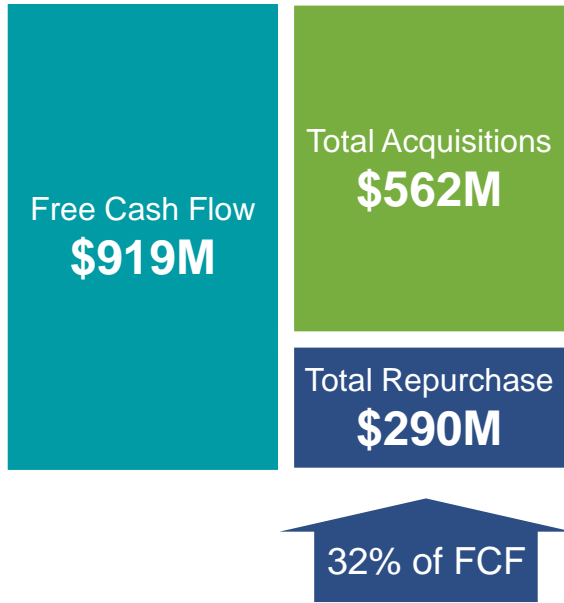 Free Cash Flow
$919M
Total Acquisitions
$562M
Total Repurchase
$290M
32% of FCF